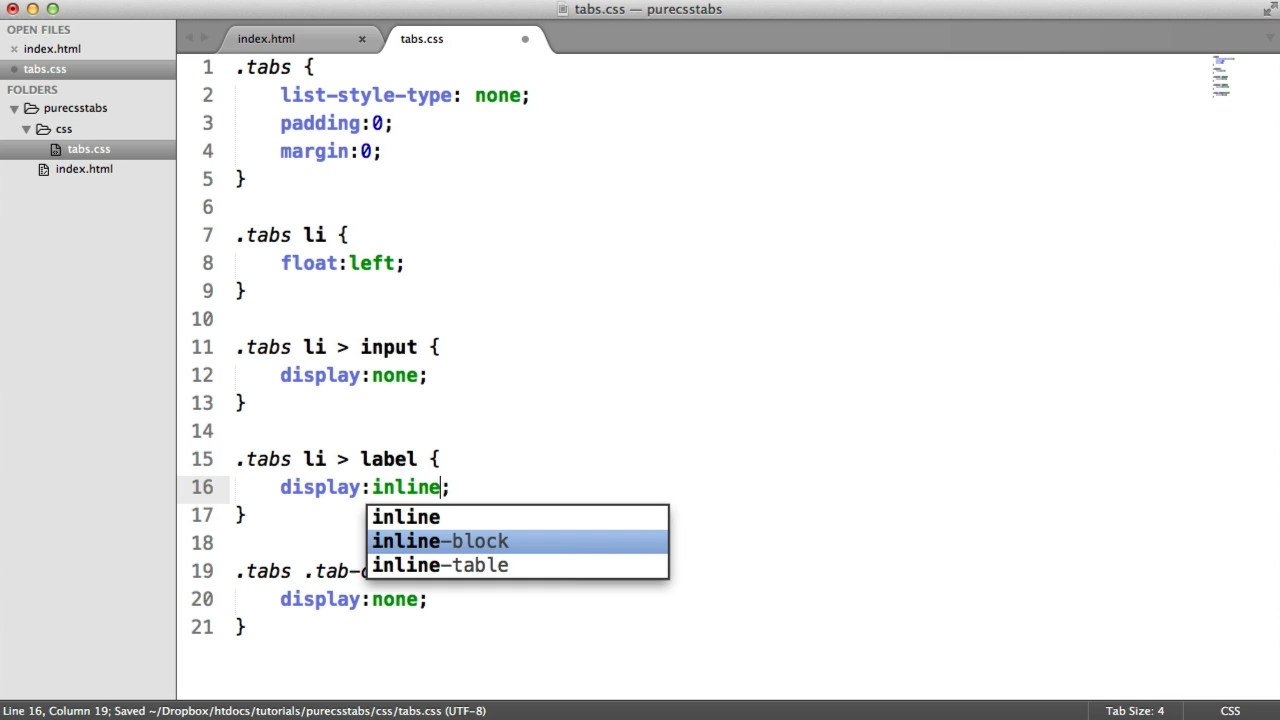 tabs.css — purecsstabs
OPEN FILES
× index.html
tabs.css
FOLDERS
purecsstabs
css
tabs.css
index.html
index.html ×
tabs.css
1 .tabs {
2 list-style-type: none;
3 padding:0;
4 margin:0;
5 }
6
7 .tabs li {
8 float:left;
9 }
10
11 .tabs li > input {
12 display:none;
13 }
14
15 .tabs li > label {
16 display:inline;
17 }
inline
inline-block
inline-table
18
19 .tabs .tab-
20 display:none;
21 }
Line 16, Column 19; Saved ~/Dropbox/htdocs/tutorials/purecsstabs/css/tabs.css (UTF-8)
Tab Size: 4
CSS